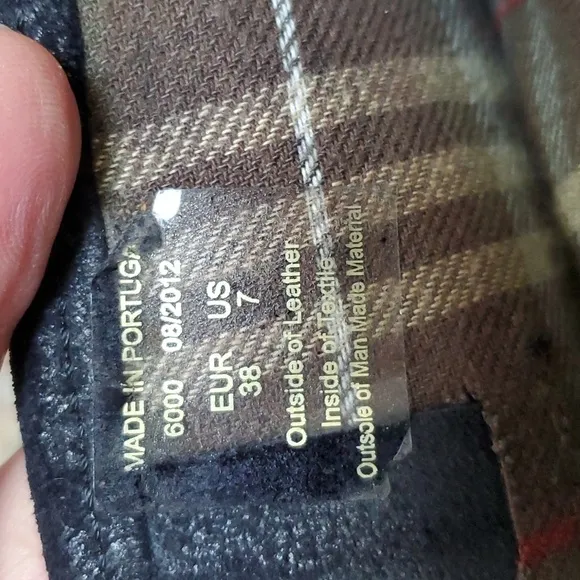 MADE IN PORTUGAL
6000 08/2012
EUR US
38 7
Outside of Leather
Inside of Textile
Outsole of Man Made Material